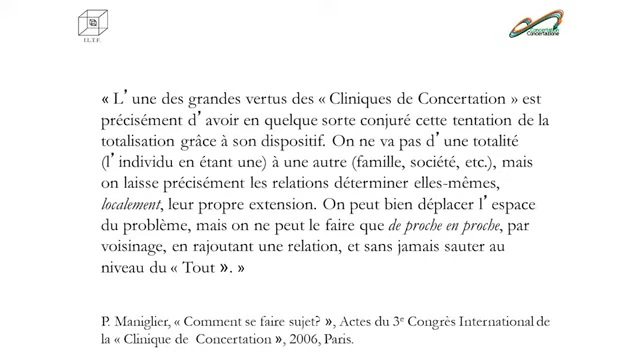 I.L.T.F.
Concertation
Concertazione
« L’une des grandes vertus des « Cliniques de Concertation » est
précisément d’avoir en quelque sorte conjuré cette tentation de la
totalisation grâce à son dispositif. On ne va pas d’une totalité
(l’individu en étant une) à une autre (famille, société, etc.), mais
on laisse précisément les relations déterminer elles-mêmes,
localement, leur propre extension. On peut bien déplacer l’espace
du problème, mais on ne peut le faire que de proche en proche, par
voisinage, en rajoutant une relation, et sans jamais sauter au
niveau du « Tout ». »
P. Maniglier, « Comment se faire sujet? », Actes du 3e Congrès International de
la « Clinique de Concertation », 2006, Paris.